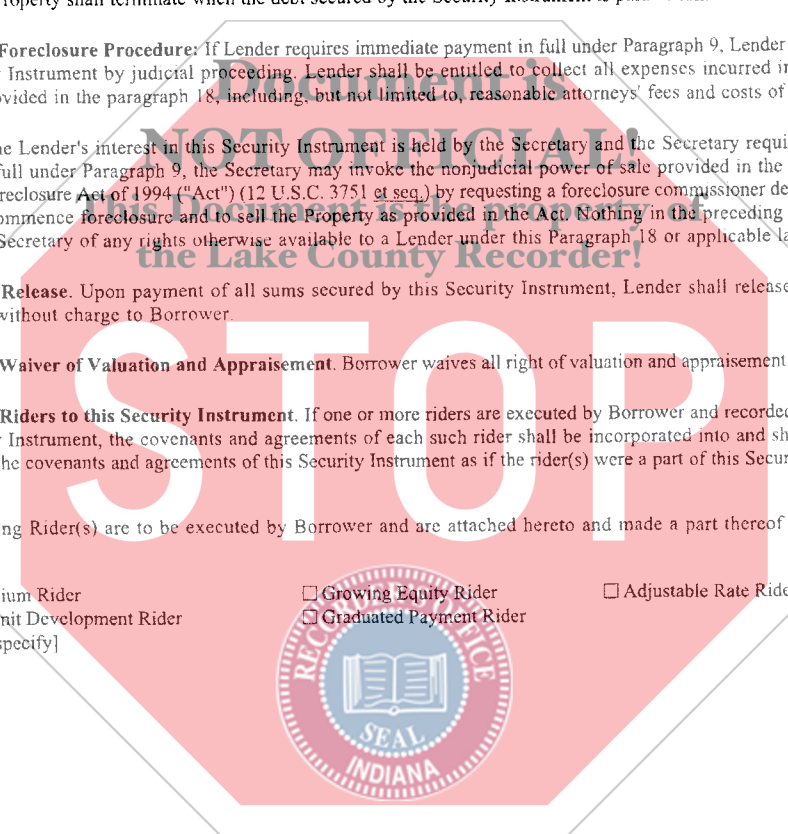 roperty shall terminate when the debt secured by the Security Instrument is paid
Foreclosure Procedure: If Lender requires immediate payment in full under Paragraph 9, Lender
Instrument by judicial proceeding. Lender shall be entitled to collect all expenses incurred in
ovided in the paragraph 18, including, but not limited to, reasonable attorneys' fees and costs of
Document is
NOT OFFICIAL!
This Document is the property of
the Lake County Recorder!
he Lender's interest in this Security Instrument is held by the Secretary and the Secretary requi
full under Paragraph 9, the Secretary may invoke the nonjudicial power of sale provided in the
reclosure Act of 1994 ("Act") (12 U.S.C. 3751 et seq.) by requesting a foreclosure commissioner de
ommence foreclosure and to sell the Property as provided in the Act. Nothing in the preceding
Secretary of any rights otherwise available to a Lender under this Paragraph 18 or applicable la
Release. Upon payment of all sums secured by this Security Instrument, Lender shall release
without charge to Borrower.
STOP
Waiver of Valuation and Appraisement. Borrower waives all right of valuation and appraisement.
Riders to this Security Instrument. If one or more riders are executed by Borrower and recorded
Instrument, the covenants and agreements of each such rider shall be incorporated into and sh
he covenants and agreements of this Security Instrument as if the rider(s) were a part of this Secur
ng Rider(s) are to be executed by Borrower and are attached hereto and made a part thereof
ium Rider ☐ Growing Equity Rider ☐ Adjustable Rate Ride
nit Development Rider ☐ Graduated Payment Rider
specify]
RECORDER'S OFFICE
SEAL
INDIANA